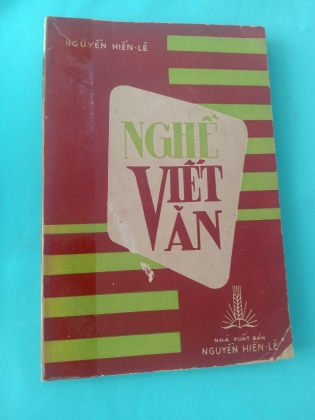 NGUYỄN HIẾN-LÊ
NGHỀ
VIẾT
VĂN
NHÀ XUẤT BẢN
NGUYỄN HIẾN-LÊ